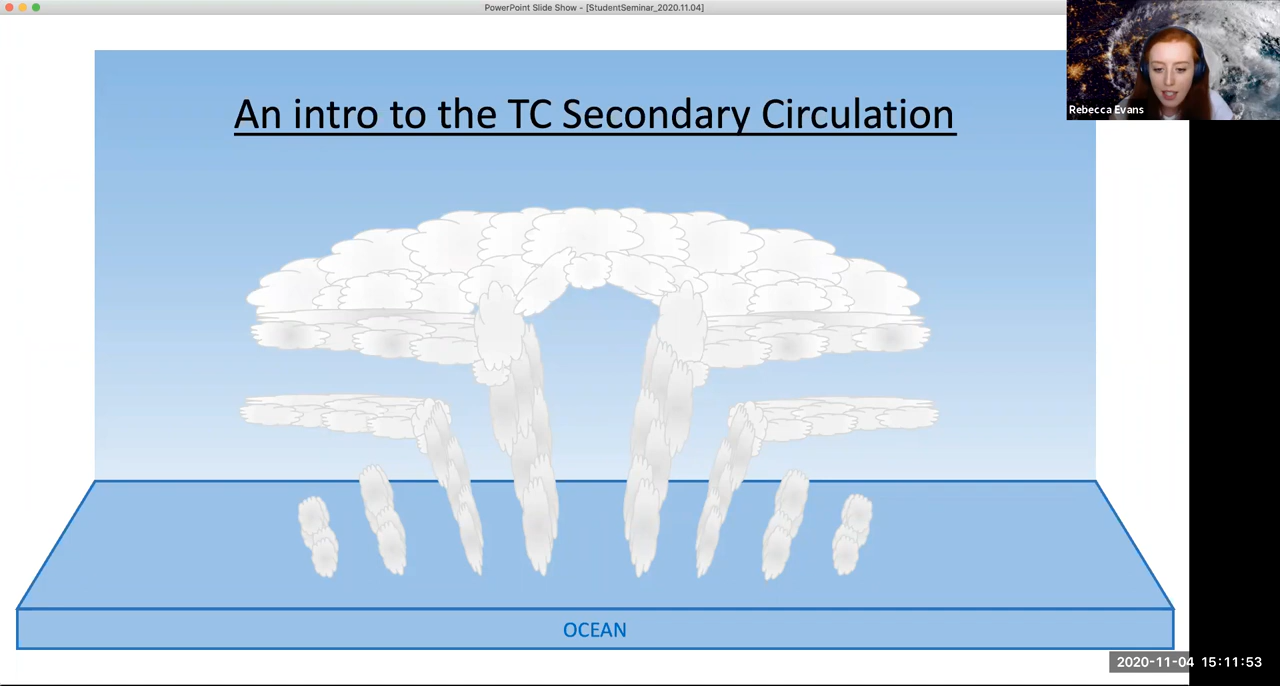 PowerPoint Slide Show - [StudentSeminar_2020.11.04]
Rebecca Evans
An intro to the TC Secondary Circulation
OCEAN
2020-11-04 15:11:53